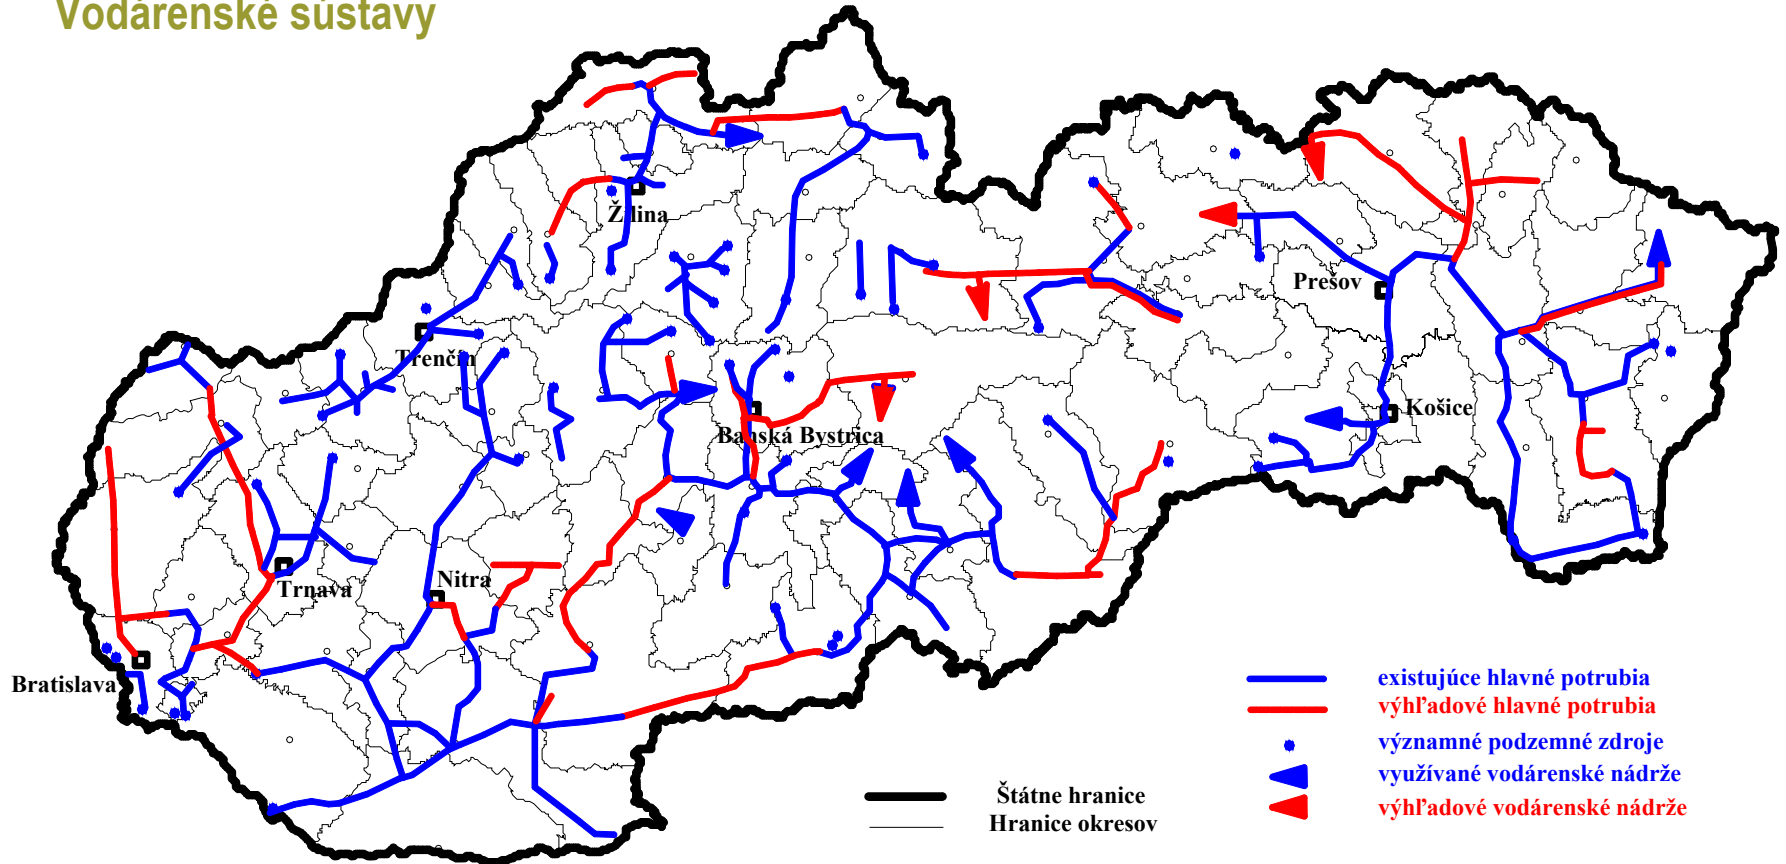 Vodárenské sústavy
Žilina
Prešov
Trenčín
Košice
Banská Bystrica
Nitra
Trnava
Bratislava
existujúce hlavné potrubia
výhľadové hlavné potrubia
významné podzemné zdroje
využívané vodárenské nádrže
výhľadové vodárenské nádrže
Štátne hranice
Hranice okresov